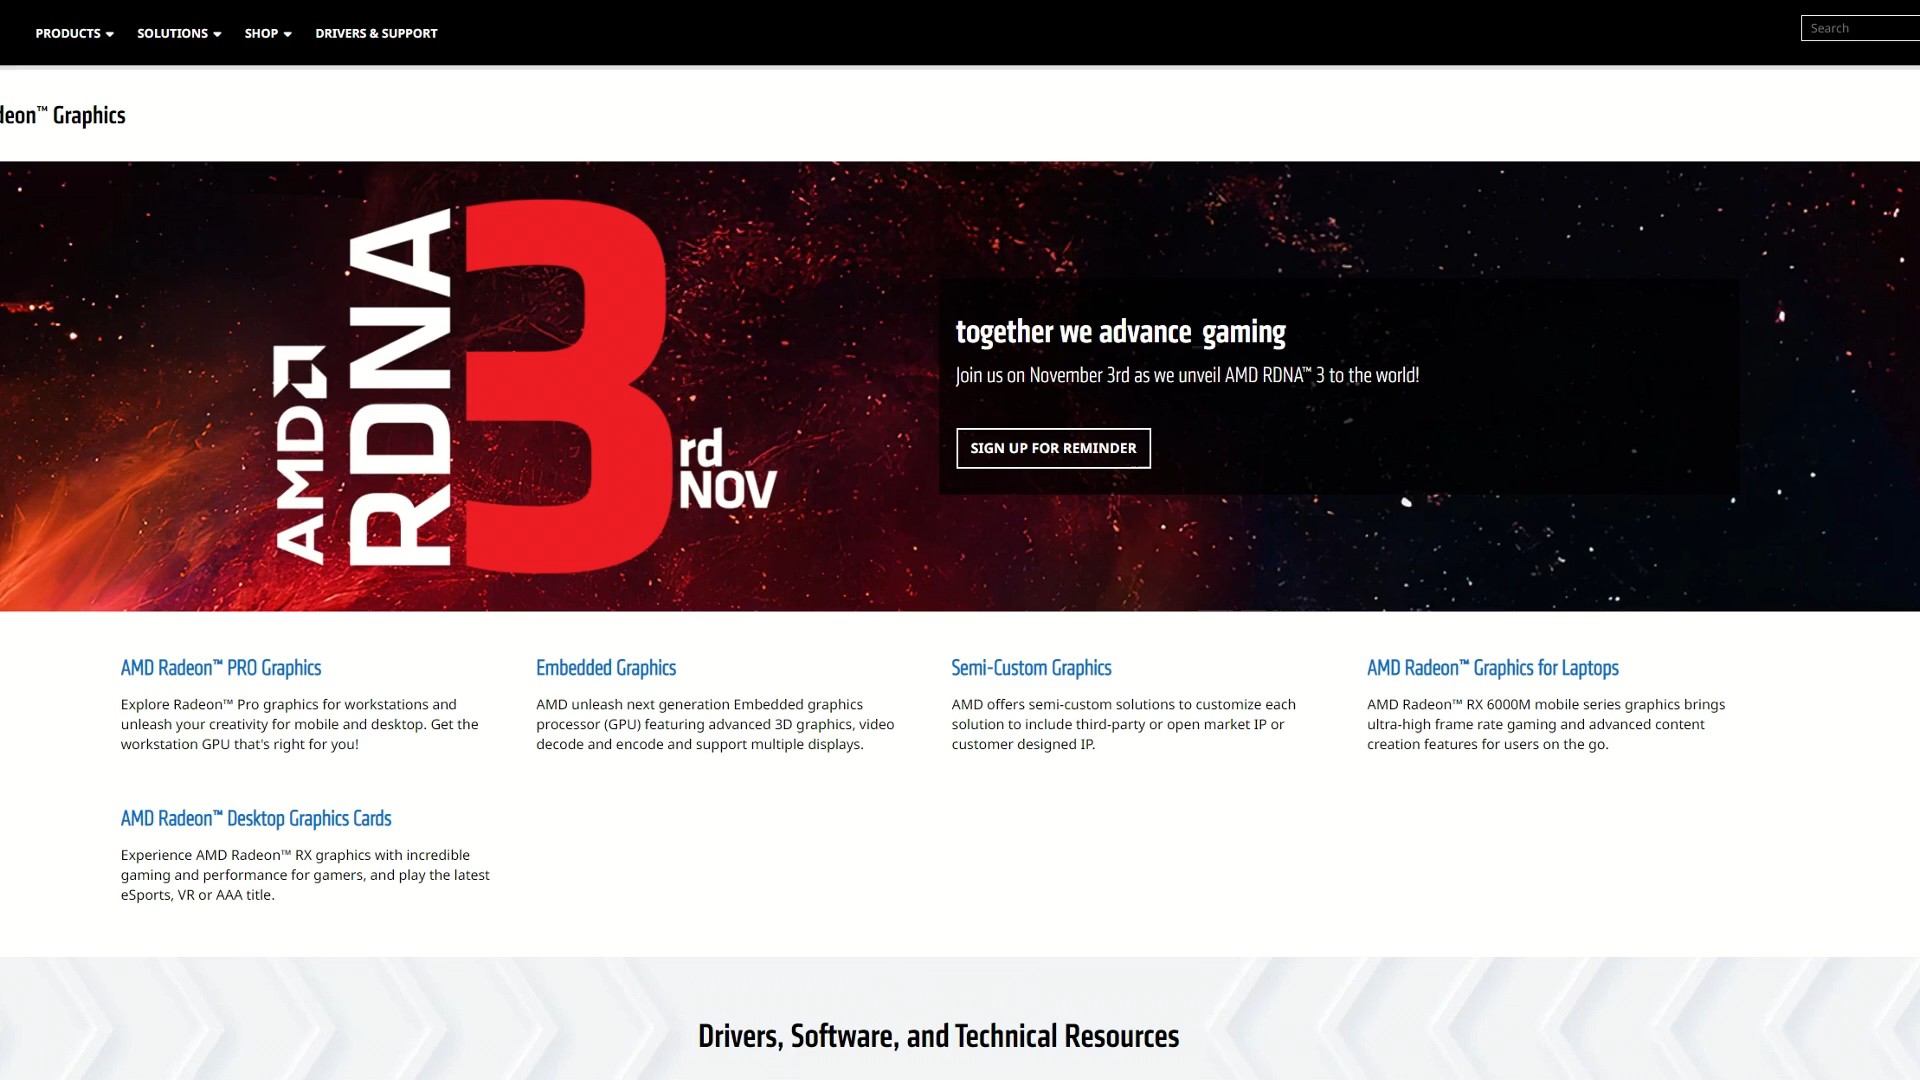 PRODUCTS SOLUTIONS SHOP DRIVERS & SUPPORT
Search
deon™ Graphics
AMD
RDNA
3
rd
NOV
together we advance_gaming
Join us on November 3rd as we unveil AMD RDNA™ 3 to the world!
SIGN UP FOR REMINDER
AMD Radeon™ PRO Graphics
Explore Radeon™ Pro graphics for workstations and
unleash your creativity for mobile and desktop. Get the
workstation GPU that's right for you!
Embedded Graphics
AMD unleash next generation Embedded graphics
processor (GPU) featuring advanced 3D graphics, video
decode and encode and support multiple displays.
Semi-Custom Graphics
AMD offers semi-custom solutions to customize each
solution to include third-party or open market IP or
customer designed IP.
AMD Radeon™ Graphics for Laptops
AMD Radeon™ RX 6000M mobile series graphics brings
ultra-high frame rate gaming and advanced content
creation features for users on the go.
AMD Radeon™ Desktop Graphics Cards
Experience AMD Radeon™ RX graphics with incredible
gaming and performance for gamers, and play the latest
eSports, VR or AAA title.
Drivers, Software, and Technical Resources